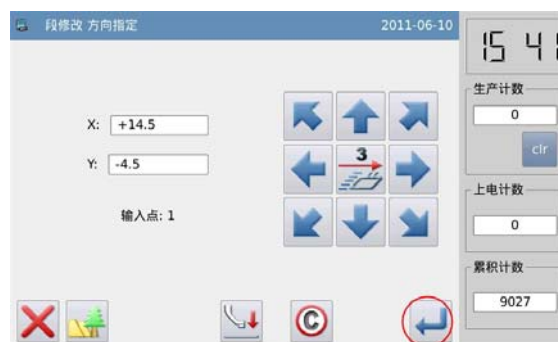 段修改 方向指定 2011-06-10
15 41
生产计数
0
clr
X: +14.5
Y: -4.5
3
输入点: 1
上电计数
0
累积计数
9027
C